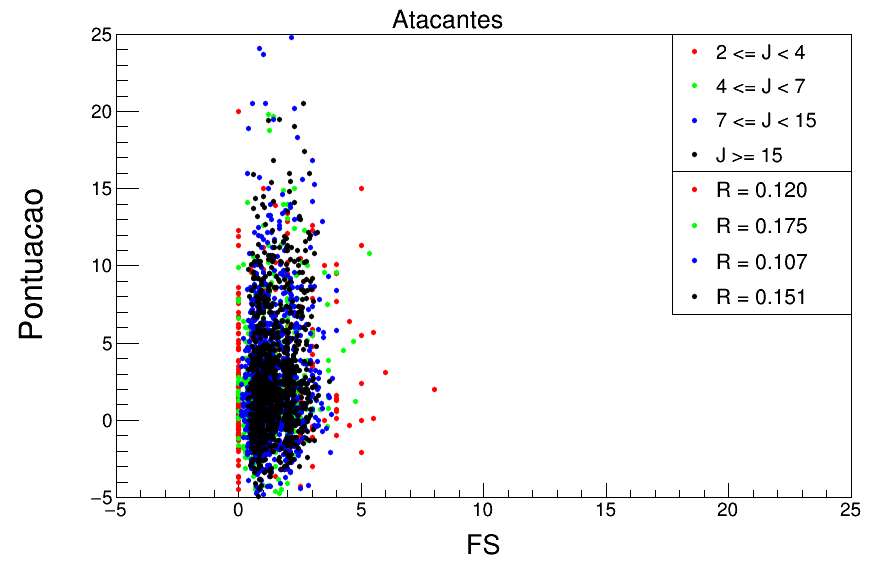 Atacantes
25
20
15
10
5
0
−5
Pontuacao
−5 0 5 10 15 20 25
FS
2 <= J < 4
4 <= J < 7
7 <= J < 15
J >= 15
R = 0.120
R = 0.175
R = 0.107
R = 0.151